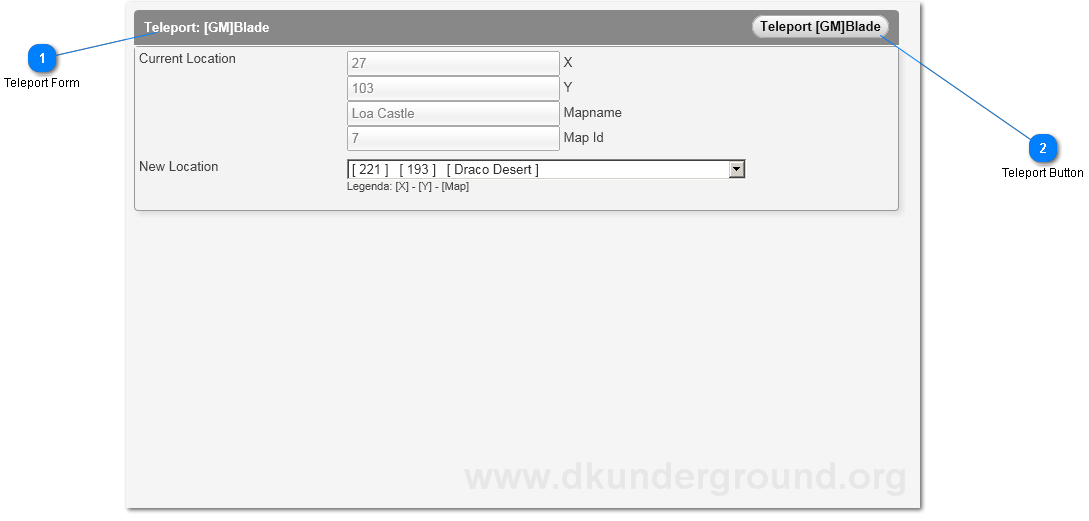 Teleport: [GM]Blade
Teleport [GM]Blade
1
Teleport Form
Current Location
27 X
103 Y
Loa Castle Mapname
7 Map Id
2
Teleport Button
New Location
[ 221 ] [ 193 ] [ Draco Desert ]
Legenda: [X] - [Y] - [Map]
www.dkunderground.org